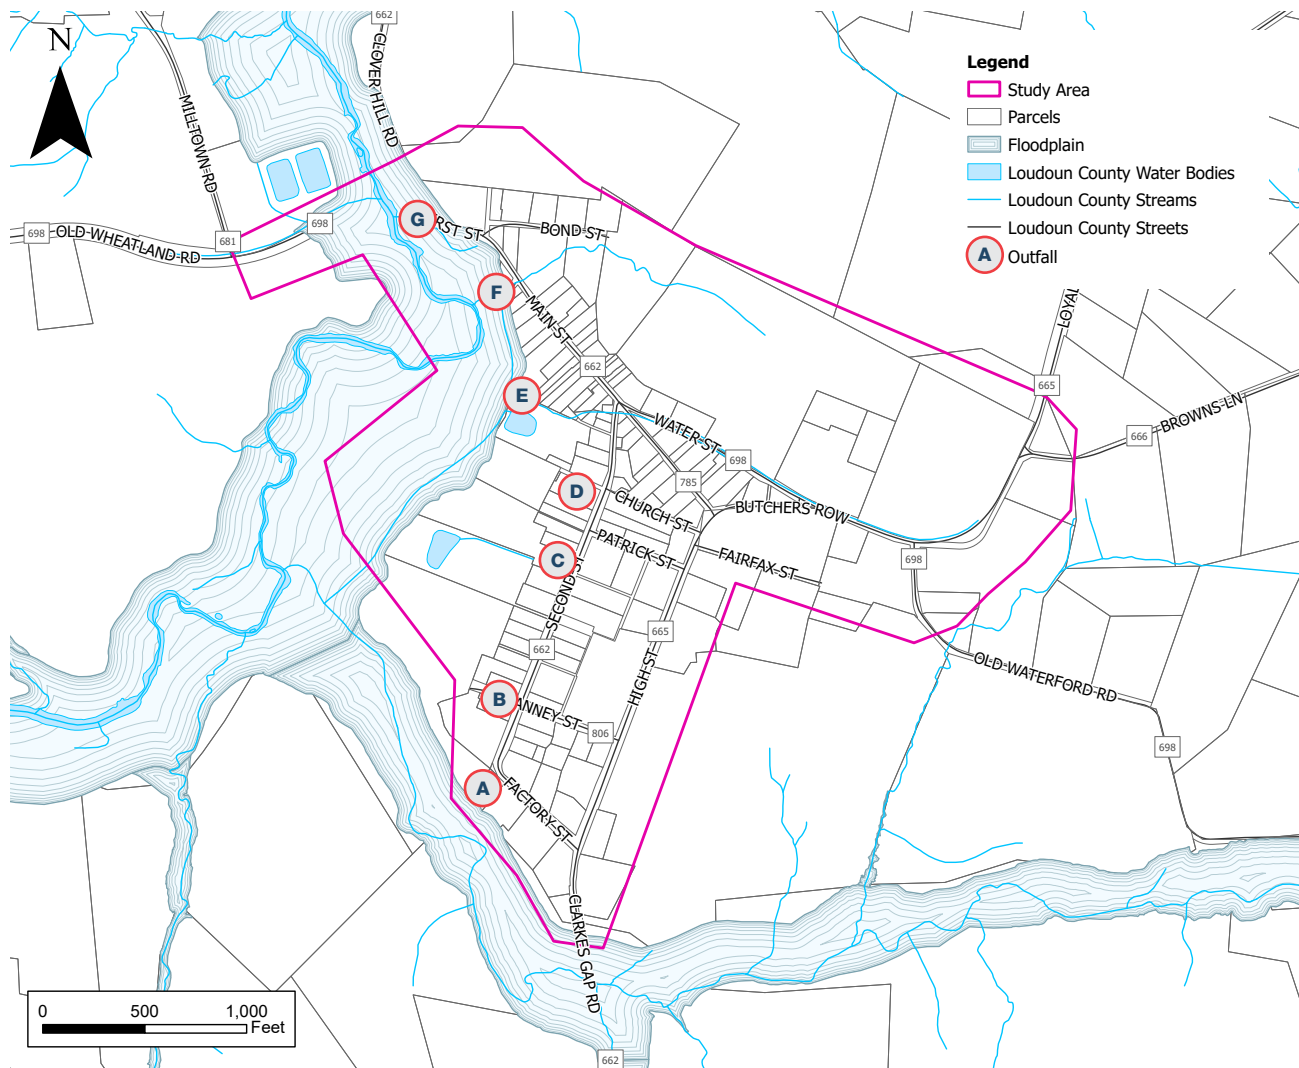 N
662
CLOVER HILL RD
MILLTOWN RD
Legend
Study Area
Parcels
Floodplain
Loudoun County Water Bodies
Loudoun County Streams
Loudoun County Streets
A
Outfall
698
OLD WHEATLAND RD
681
698
G
RST ST
BOND ST
F
MAIN ST
LOYAL
662
665
E
WATER ST
698
666
BROWNS LN
D
785
CHURCH ST
BUTCHERS ROW
PATRICK ST
FAIRFAX ST
C
698
SECOND ST
665
662
HIGH ST
OLD WATERFORD RD
B
ANNEY ST
806
698
A
FACTORY ST
CLARKES GAP RD
0 500 1,000
Feet
662